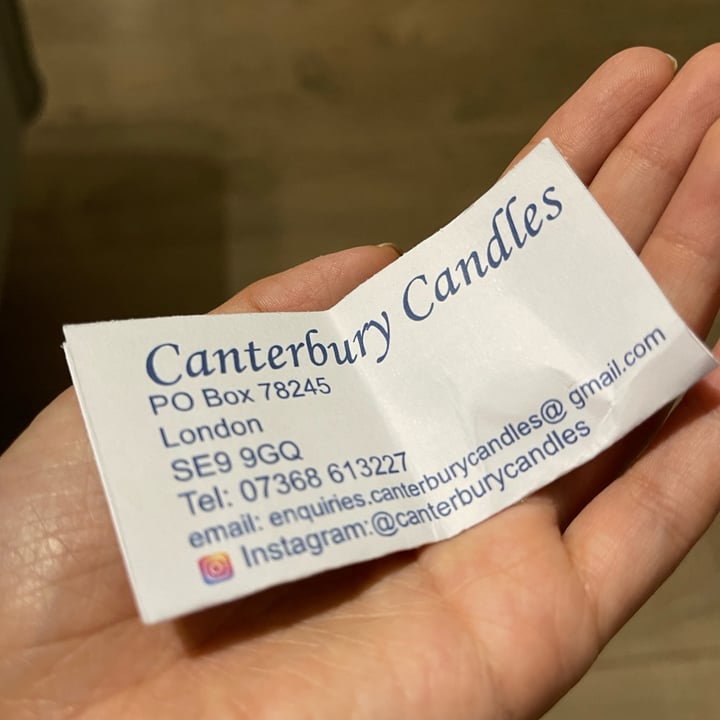 Canterbury Candles
PO Box 78245
London
SE9 9GQ
Tel: 07368 613227
email: enquiries.canterburycandles@ gmail.com
Instagram:@canterburycandles